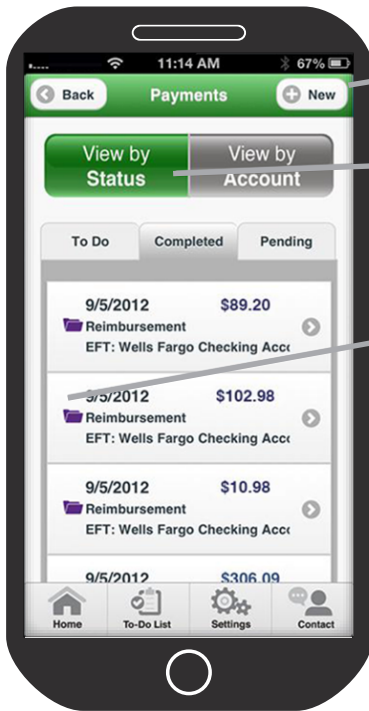 11:14 AM 67%
Back Payments New
View by View by
Status Account
To Do Completed Pending
9/5/2012 $89.20
Reimbursement
EFT: Wells Fargo Checking Acc
9/5/2012 $102.98
Reimbursement
EFT: Wells Fargo Checking Acc
9/5/2012 $10.98
Reimbursement
EFT: Wells Fargo Checking Acc
9/5/2012 $306.09
Home To-Do List Settings Contact